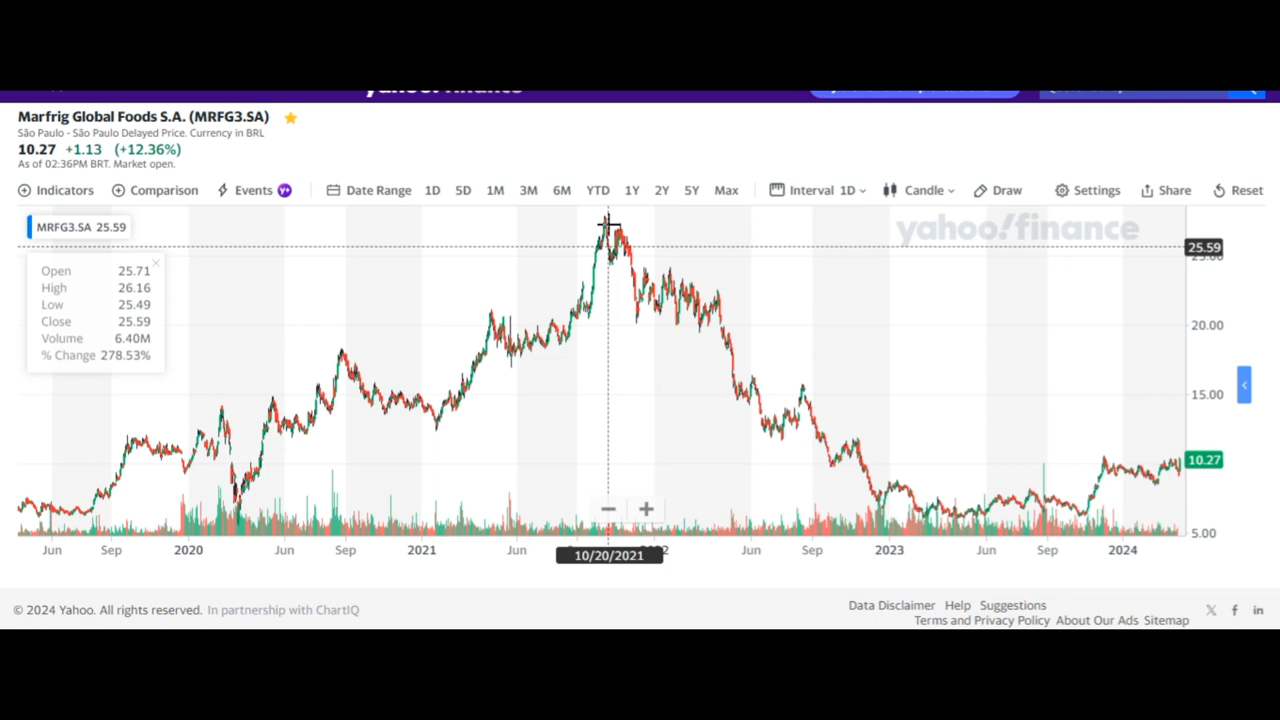 Marfrig Global Foods S.A. (MRFG3.SA)
São Paulo - São Paulo Delayed Price. Currency in BRL
10.27 +1.13 (+12.36%)
As of 02:36PM BRT. Market open.
Indicators Comparison Events Y+ Date Range 1D 5D 1M 3M 6M YTD 1Y 2Y 5Y Max Interval 1D Candle Draw Settings Share Reset
MRFG3.SA 25.59
yahoo!finance
25.59
Open 25.71
High 26.16
Low 25.49
Close 25.59
Volume 6.40M
% Change 278.53%
20.00
15.00
10.27
5.00
Jun Sep 2020 Jun Sep 2021 Jun Jun Sep 2023 Jun Sep 2024
10/20/2021
© 2024 Yahoo. All rights reserved. In partnership with ChartIQ
Data Disclaimer Help Suggestions
Terms and Privacy Policy About Our Ads Sitemap